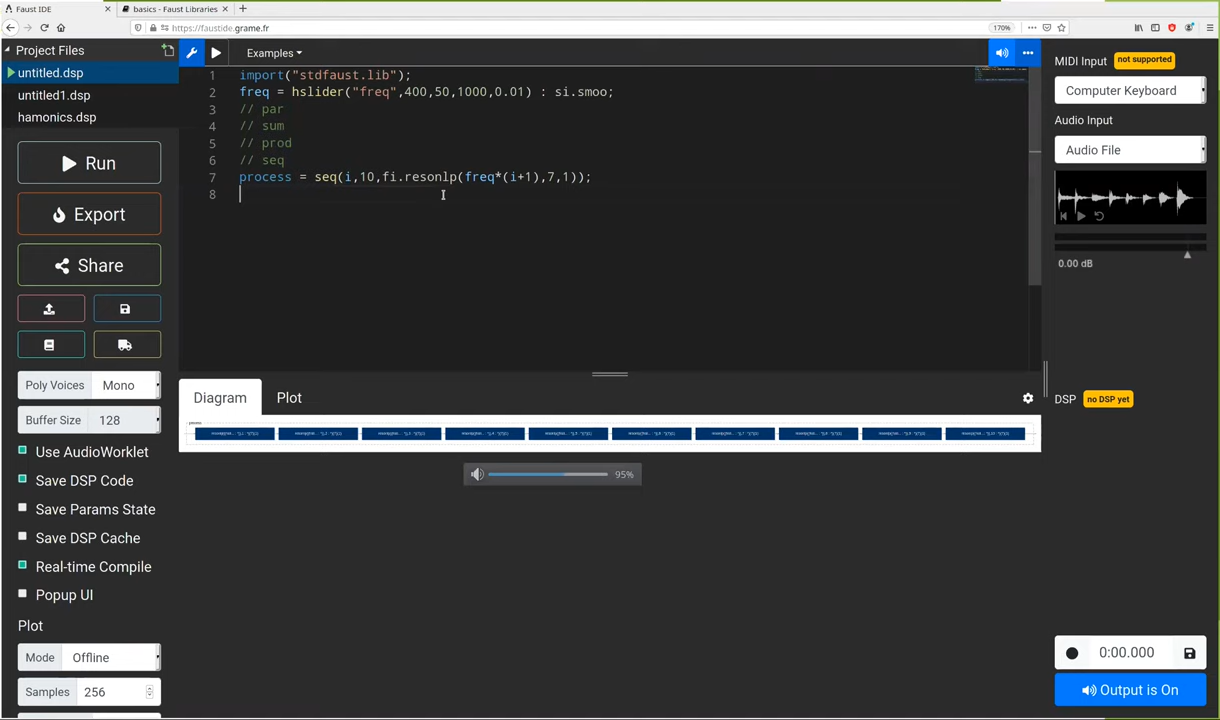 Faust IDE
basics - Faust Libraries
https://faustide.grame.fr
170%
Project Files
untitled.dsp
untitled1.dsp
hamonics.dsp
Run
Export
Share
Poly Voices Mono
Buffer Size 128
Use AudioWorklet
Save DSP Code
Save Params State
Save DSP Cache
Real-time Compile
Popup UI
Plot
Mode Offline
Samples 256
Examples
1 import("stdfaust.lib");
2 freq = hslider("freq",400,50,1000,0.01) : si.smoo;
3 // par
4 // sum
5 // prod
6 // seq
7 process = seq(i,10,fi.resonlp(freq*(i+1),7,1));
8
Diagram Plot
process
95%
MIDI Input not supported
Computer Keyboard
Audio Input
Audio File
0.00 dB
DSP no DSP yet
0:00.000
Output is On